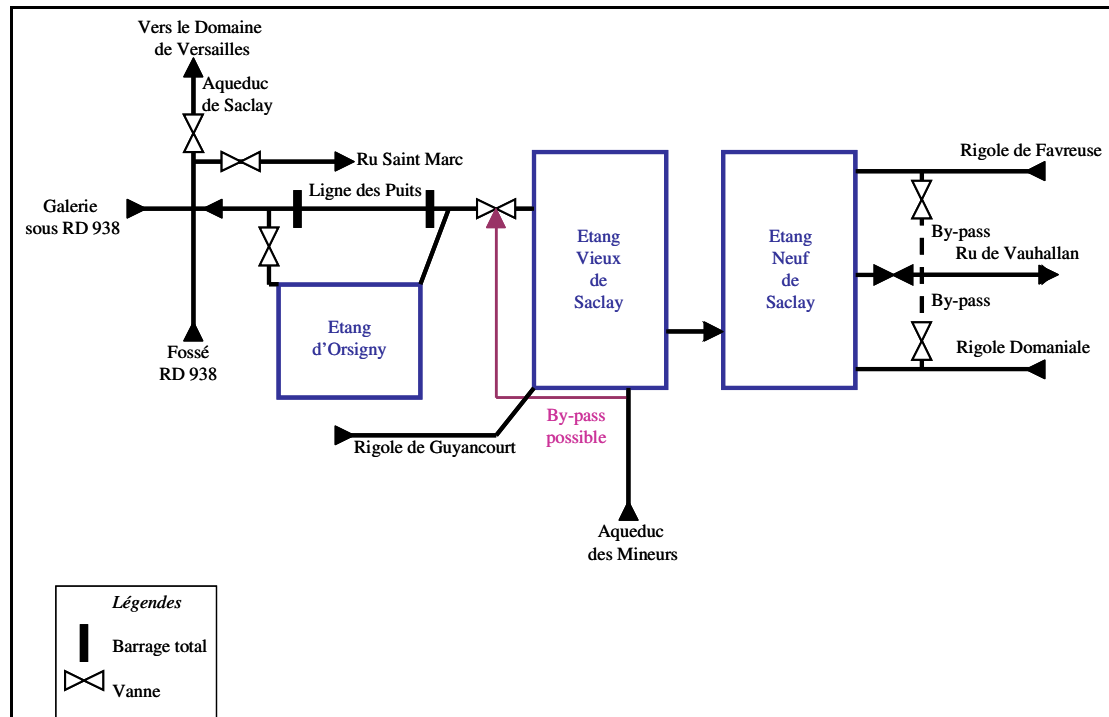 Vers le Domaine
de Versailles
Aqueduc
de Saclay
Ru Saint Marc
Ligne des Puits
Galerie
sous RD 938
Fossé
RD 938
Etang
d'Orsigny
Etang
Vieux
de
Saclay
Etang
Neuf
de
Saclay
Rigole de Favreuse
By-pass
Ru de Vauhallan
By-pass
Rigole Domaniale
By-pass
possible
Rigole de Guyancourt
Aqueduc
des Mineurs
Légendes
Barrage total
Vanne